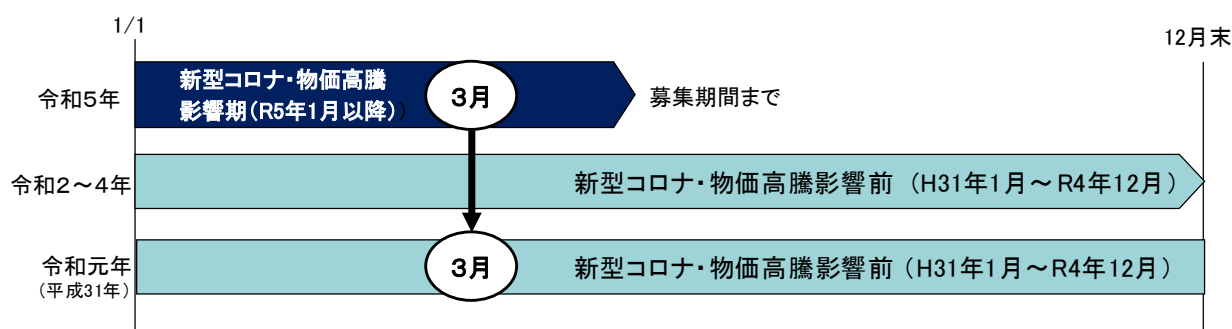 1/1
12月末
令和5年
新型コロナ・物価高騰
影響期(R5年1月以降))
3月
募集期間まで
令和2～4年
新型コロナ・物価高騰影響前 (H31年1月～R4年12月)
令和元年
(平成31年)
3月
新型コロナ・物価高騰影響前 (H31年1月～R4年12月)